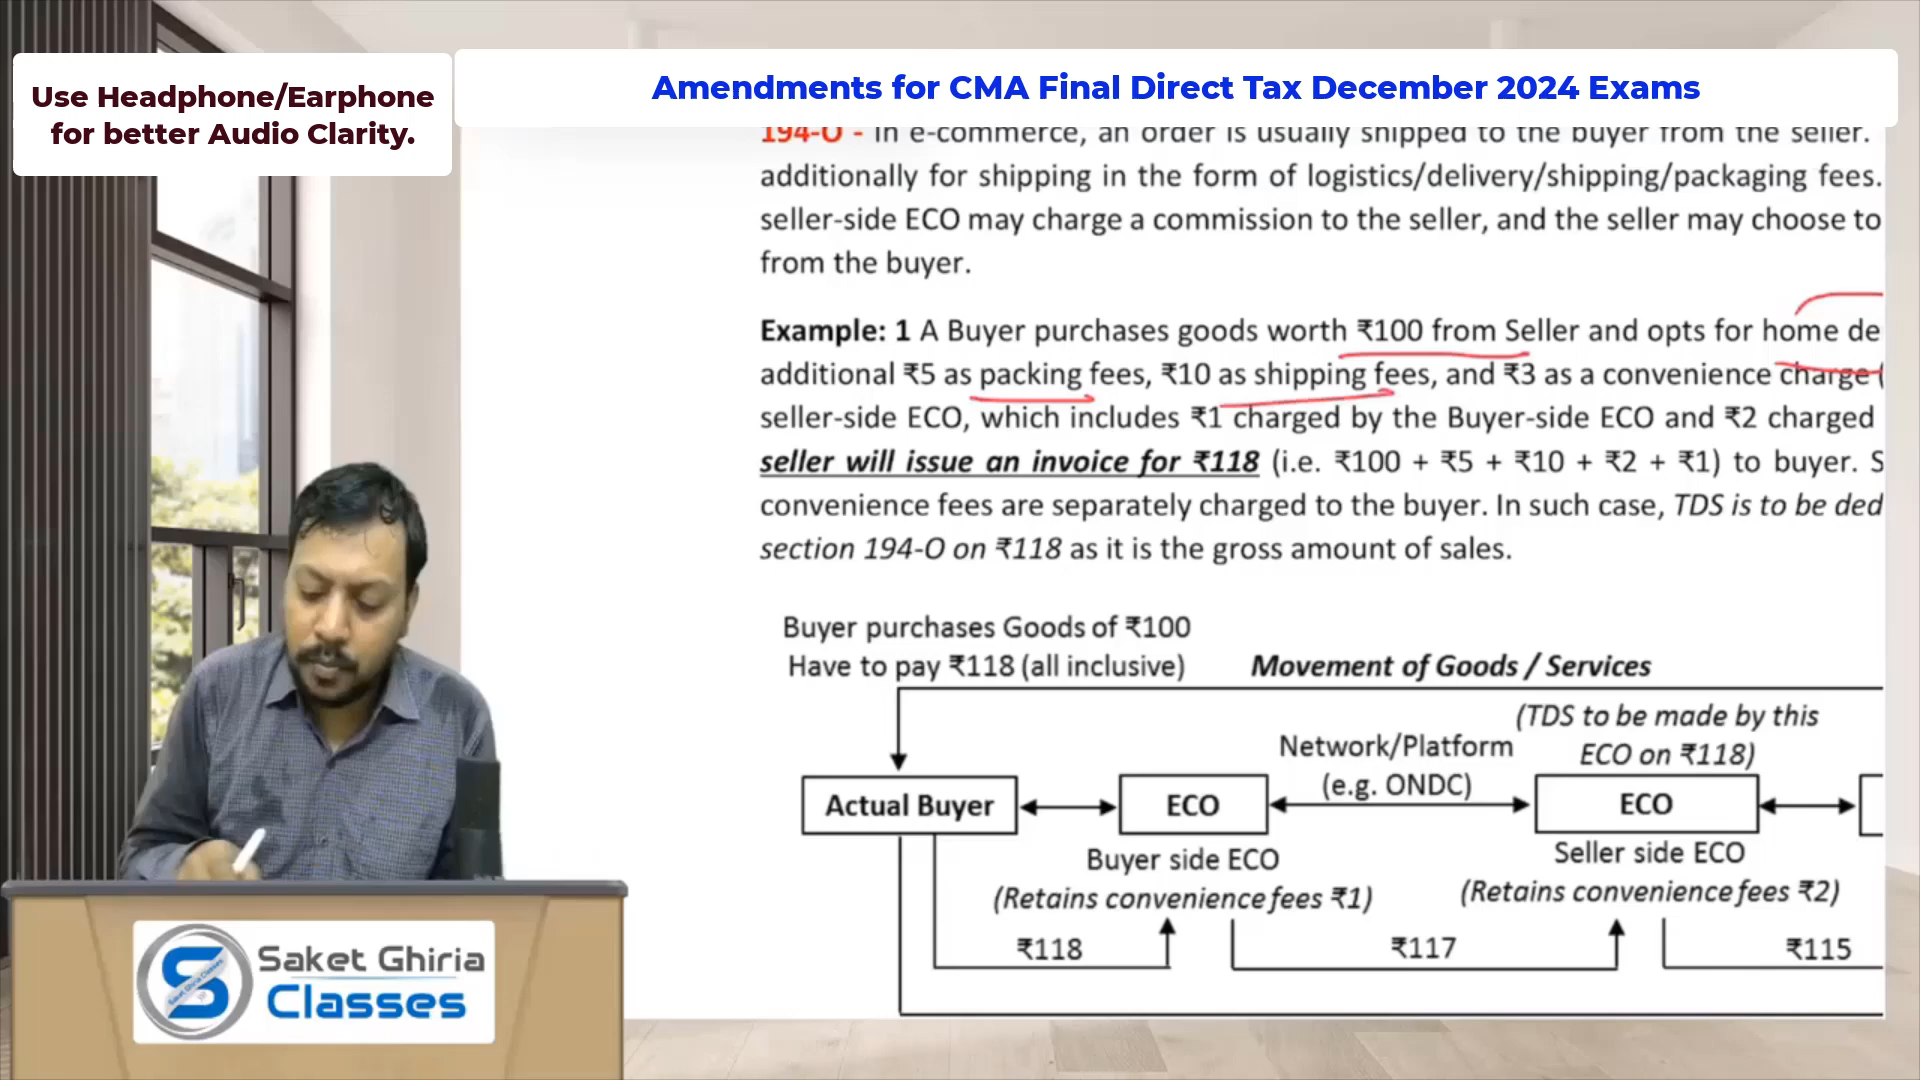 Use Headphone/Earphone
for better Audio Clarity.
Amendments for CMA Final Direct Tax December 2024 Exams
194-O - In e-commerce, an order is usually shipped to the buyer from the seller.
additionally for shipping in the form of logistics/delivery/shipping/packaging fees.
seller-side ECO may charge a commission to the seller, and the seller may choose to
from the buyer.
Example: 1 A Buyer purchases goods worth ₹100 from Seller and opts for home de
additional ₹5 as packing fees, ₹10 as shipping fees, and ₹3 as a convenience charge (
seller-side ECO, which includes ₹1 charged by the Buyer-side ECO and ₹2 charged
seller will issue an invoice for ₹118 (i.e. ₹100 + ₹5 + ₹10 + ₹2 + ₹1) to buyer. S
convenience fees are separately charged to the buyer. In such case, TDS is to be ded
section 194-O on ₹118 as it is the gross amount of sales.
Buyer purchases Goods of ₹100
Have to pay ₹118 (all inclusive)
Movement of Goods / Services
(TDS to be made by this
ECO on ₹118)
Network/Platform
(e.g. ONDC)
Actual Buyer
ECO
ECO
Buyer side ECO
(Retains convenience fees ₹1)
Seller side ECO
(Retains convenience fees ₹2)
₹118
₹117
₹115
Saket Ghiria
Classes